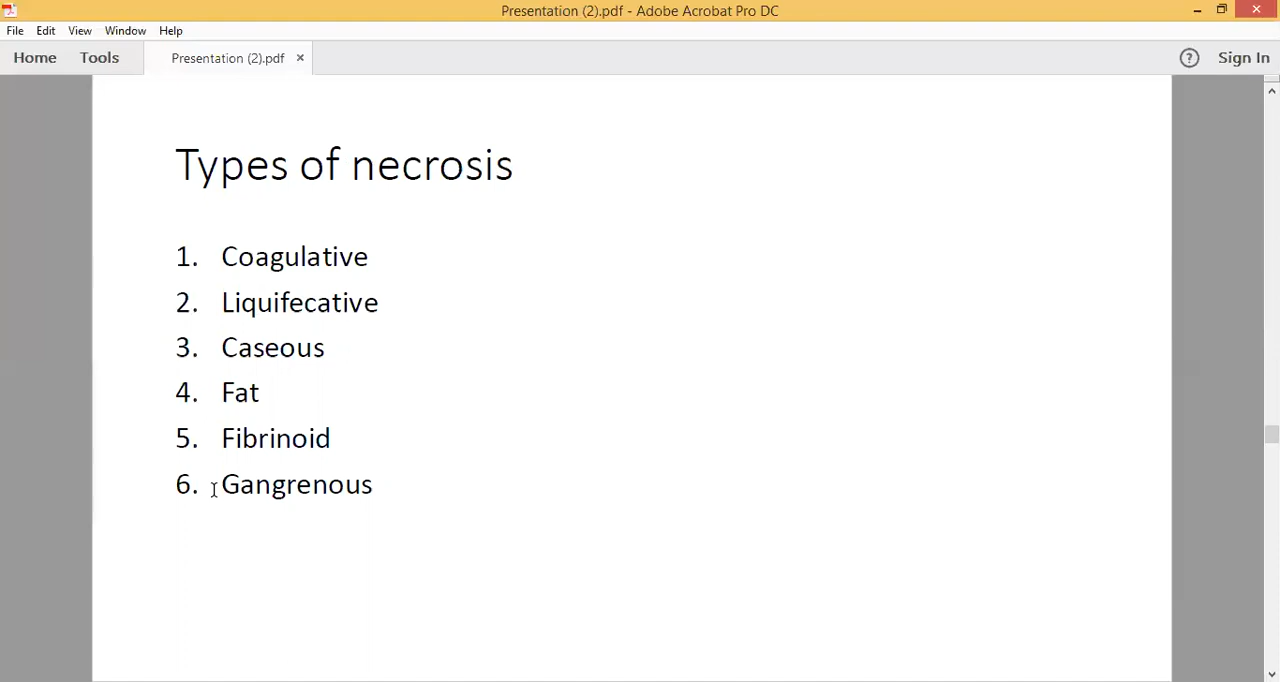 Presentation (2).pdf - Adobe Acrobat Pro DC
File Edit View Window Help
Home Tools Presentation (2).pdf × ? Sign In
Types of necrosis
1. Coagulative
2. Liquifecative
3. Caseous
4. Fat
5. Fibrinoid
6. Gangrenous